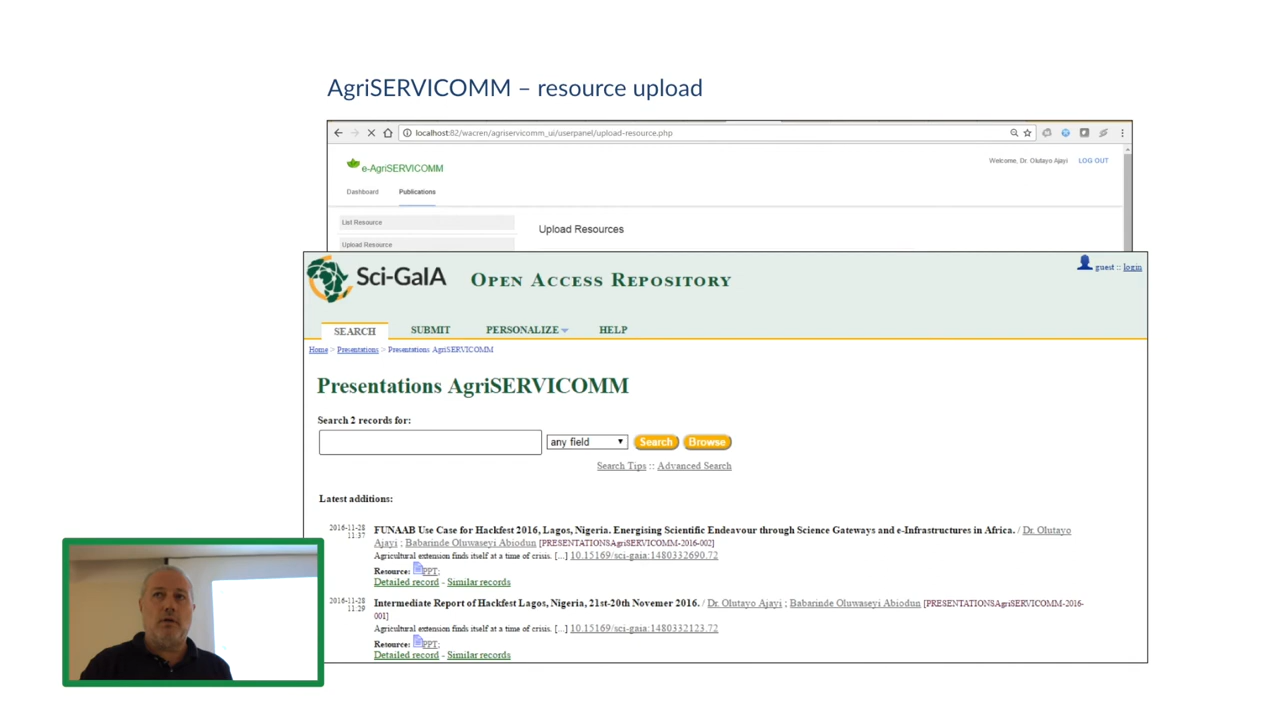 AgriSERVICOMM – resource upload
localhost:82/wacren/agriservicomm_ui/userpanel/upload-resource.php
e-AgriSERVICOMM
Welcome, Dr. Olutayo Ajayi LOG OUT
Dashboard Publications
List Resource
Upload Resources
Upload Resource
Sci-GaIA OPEN ACCESS REPOSITORY
guest :: login
SEARCH SUBMIT PERSONALIZE HELP
Home > Presentations > Presentations AgriSERVICOMM
Presentations AgriSERVICOMM
Search 2 records for:
any field Search Browse
Search Tips :: Advanced Search
Latest additions:
2016-11-28 11:37
FUNAAB Use Case for Hackfest 2016, Lagos, Nigeria. Energising Scientific Endeavour through Science Gateways and e-Infrastructures in Africa. / Dr. Olutayo
Ajayi ; Babarinde Oluwaseyi Abiodun [PRESENTATIONSAgriSERVICOMM-2016-002]
Agricultural extension finds itself at a time of crisis. [...] 10.15169/sci-gaia:1480332690.72
Resource: PPT;
Detailed record - Similar records
2016-11-28 11:29
Intermediate Report of Hackfest Lagos, Nigeria, 21st-20th Novemer 2016. / Dr. Olutayo Ajayi ; Babarinde Oluwaseyi Abiodun [PRESENTATIONSAgriSERVICOMM-2016-
001]
Agricultural extension finds itself at a time of crisis. [...] 10.15169/sci-gaia:1480332123.72
Resource: PPT;
Detailed record - Similar records